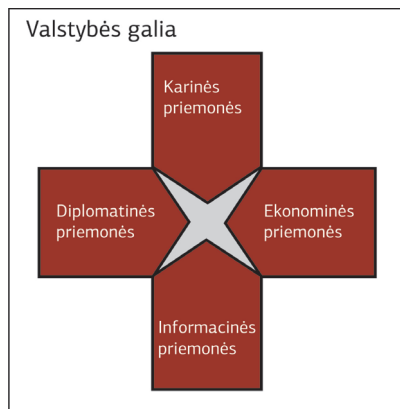 Valstybės galia
Karinės
priemonės
Diplomatinės
priemonės
Ekonominės
priemonės
Informacinės
priemonės